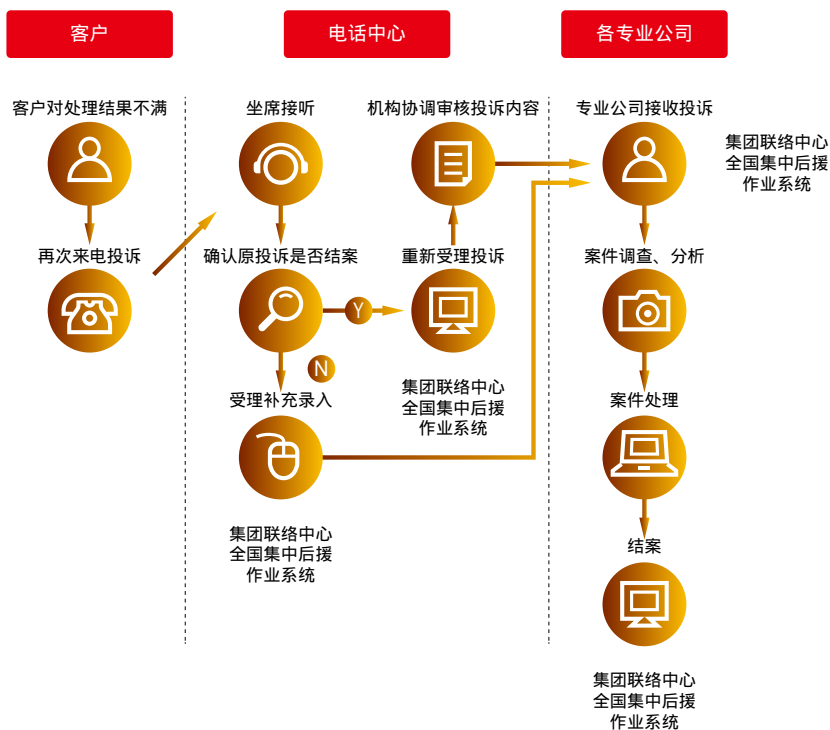 客户
电话中心
各专业公司
客户对处理结果不满
坐席接听
机构协调审核投诉内容
专业公司接收投诉
集团联络中心
全国集中后援
作业系统
再次来电投诉
确认原投诉是否结案
重新受理投诉
案件调查、分析
Y
N
集团联络中心
全国集中后援
作业系统
受理补充录入
案件处理
集团联络中心
全国集中后援
作业系统
结案
集团联络中心
全国集中后援
作业系统